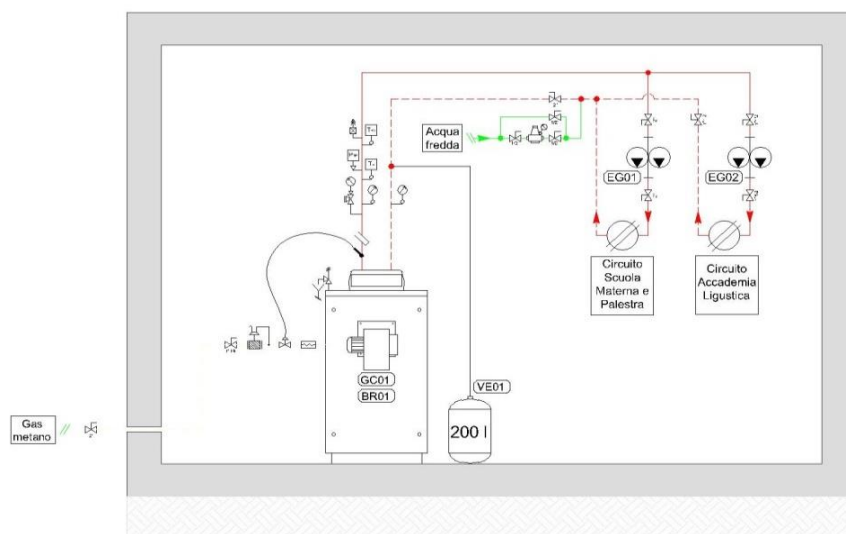 Acqua
fredda
EG01
EG02
Circuito
Scuola
Materna e
Palestra
Circuito
Accademia
Ligustica
GC01
BR01
VE01
200 l
Gas
metano